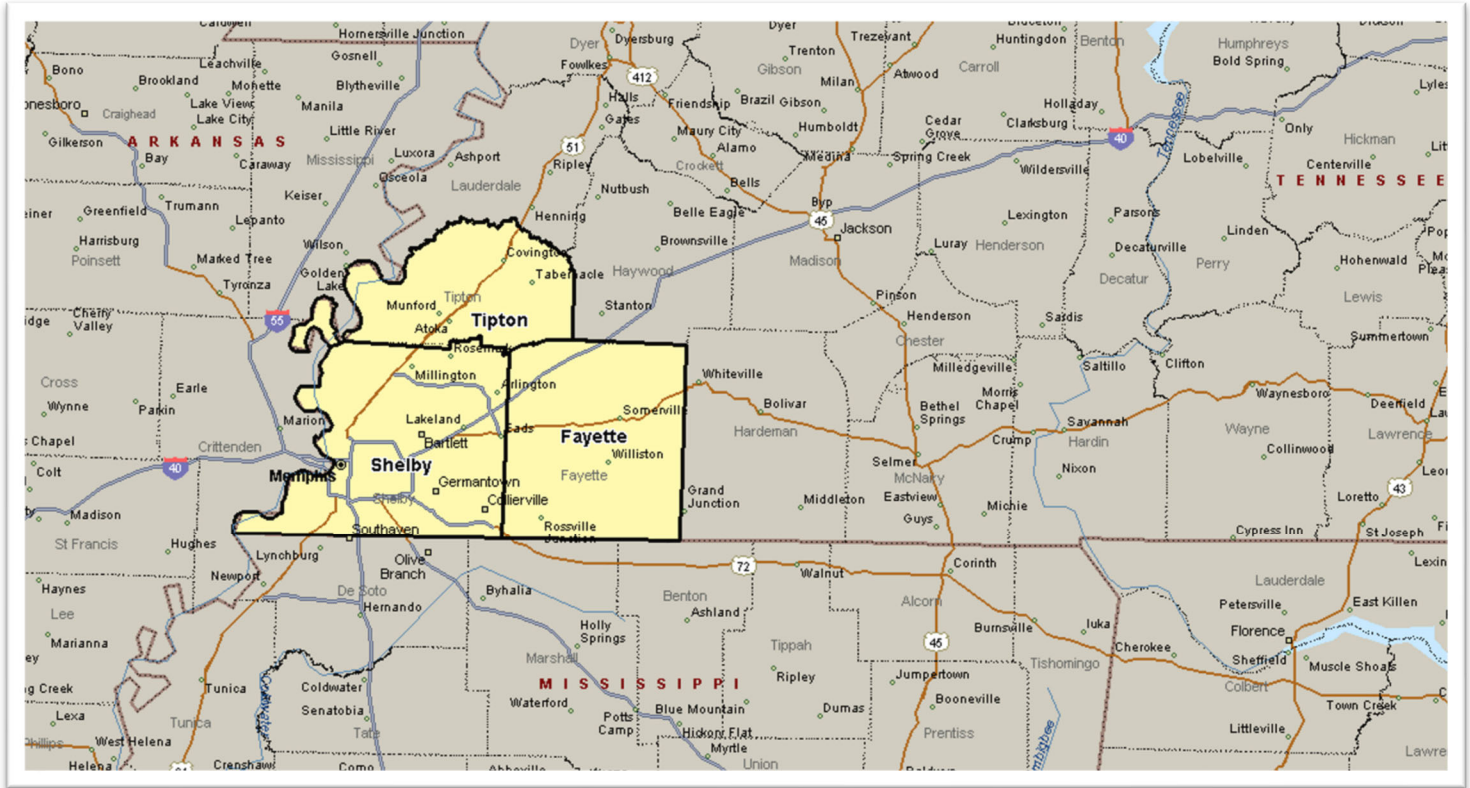 Caldwell
Hornersville Junction
Dyer
Dyersburg
Dyer
Trezevant
Bruceton
Huntingdon
Benton
Humphreys
Bold Spring
Dickson
Bono
Leachville
Gosnell
Fowlkes
Trenton
Gibson
Milan
Atwood
Carroll
Brookland
Monette
Blytheville
412
Lyles
onesboro
Craighead
Lake View
Lake City
Manila
Halls
Gates
Friendship
Brazil
Gibson
Holladay
Tennessee
Gilkerson
ARKANSAS
Little River
51
Maury City
Alamo
Humboldt
Cedar
Grove
Clarksburg
40
Only
Hickman
Bay
Caraway
Mississippi
Luxora
Ashport
Ripley
Crockett
Medina
Spring Creek
Wildersville
Lobelville
Centerville
TENNESSEE
Keiser
Osceola
Lauderdale
Nutbush
Bells
einer
Greenfield
Trumann
Lepanto
Henning
Belle Eagle
Byp
45
Jackson
Lexington
Parsons
Linden
Harrisburg
Poinsett
Marked Tree
Wilson
Covington
Brownsville
Madison
Luray
Henderson
Decaturville
Perry
Hohenwald
Tyronza
Golden
Lake
Tabernacle
Haywood
Decatur
Lewis
Cherry
Valley
idge
55
Munford
Tipton
Atoka
Tipton
Stanton
Pinson
Henderson
Sardis
Summertown
Chester
Millington
Arlington
Whiteville
Milledgeville
Saltillo
Clifton
Cross
Earle
Wynne
Parkin
Marion
Lakeland
Bartlett
Eads
Somerville
Bolivar
Bethel
Springs
Morris
Chapel
Savannah
Waynesboro
Deerfield
Chapel
Crittenden
Fayette
Hardeman
Crump
Hardin
Wayne
Lawrence
Colt
40
Memphis
Shelby
Williston
Fayette
Selmer
McNairy
Nixon
Collinwood
Germantown
Shelby
Collierville
Grand
Junction
Middleton
Eastview
Guys
Michie
Loretto
43
Madison
St Francis
Hughes
Southaven
Rossville
Junction
Cypress Inn
St Joseph
Lynchburg
Olive
Branch
72
Walnut
Corinth
Haynes
Lee
Newport
De Soto
Hernando
Byhalia
Benton
Ashland
Alcorn
Lauderdale
Petersville
East Killen
Marianna
Holly
Springs
Marshall
Tippah
45
Burnsville
Iuka
Cherokee
Florence
Sheffield
Muscle Shoals
g Creek
Tunica
Coldwater
Coldwater
MISSISSIPPI
Ripley
Jumpertown
Tishomingo
Colbert
Lexa
Tunica
Senatobia
Waterford
Potts
Camp
Blue Mountain
Dumas
Booneville
Town Creek
Phillips
West Helena
Tate
Hickory Flat
Myrtle
Prentiss
Littleville
Helena
Crenshaw
Como
Union